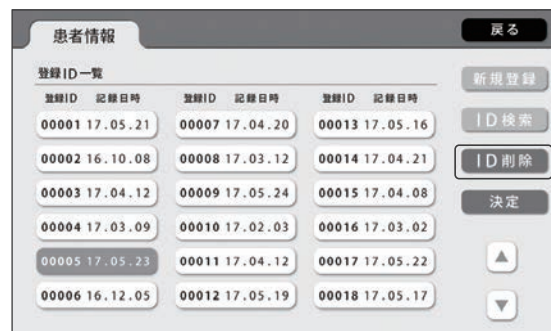 患者情報
戻る
登録ID一覧
新規登録
登録ID 記録日時 登録ID 記録日時 登録ID 記録日時
00001 17.05.21 00007 17.04.20 00013 17.05.16
ID検索
00002 16.10.08 00008 17.03.12 00014 17.04.21
ID削除
00003 17.04.12 00009 17.05.24 00015 17.04.08
決定
00004 17.03.09 00010 17.02.03 00016 17.03.02
00005 17.05.23 00011 17.04.12 00017 17.05.22
00006 16.12.05 00012 17.05.19 00018 17.05.17